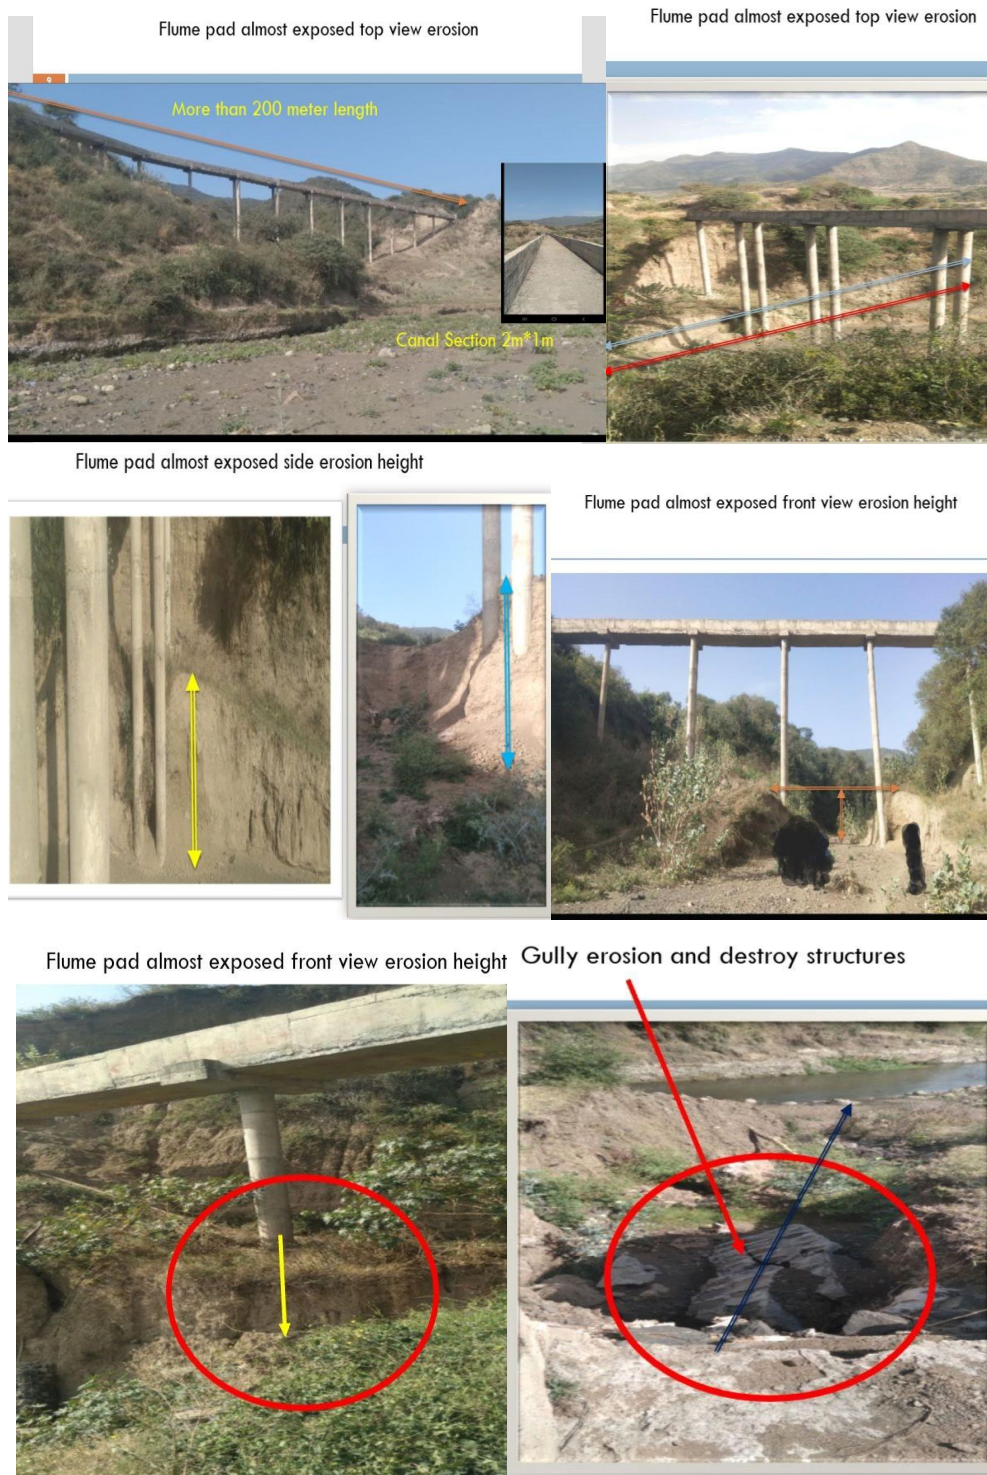 Flume pad almost exposed top view erosion
Flume pad almost exposed top view erosion
9
More than 200 meter length
Canal Section 2m*1m
Flume pad almost exposed side erosion height
Flume pad almost exposed front view erosion height
Flume pad almost exposed front view erosion height
Gully erosion and destroy structures